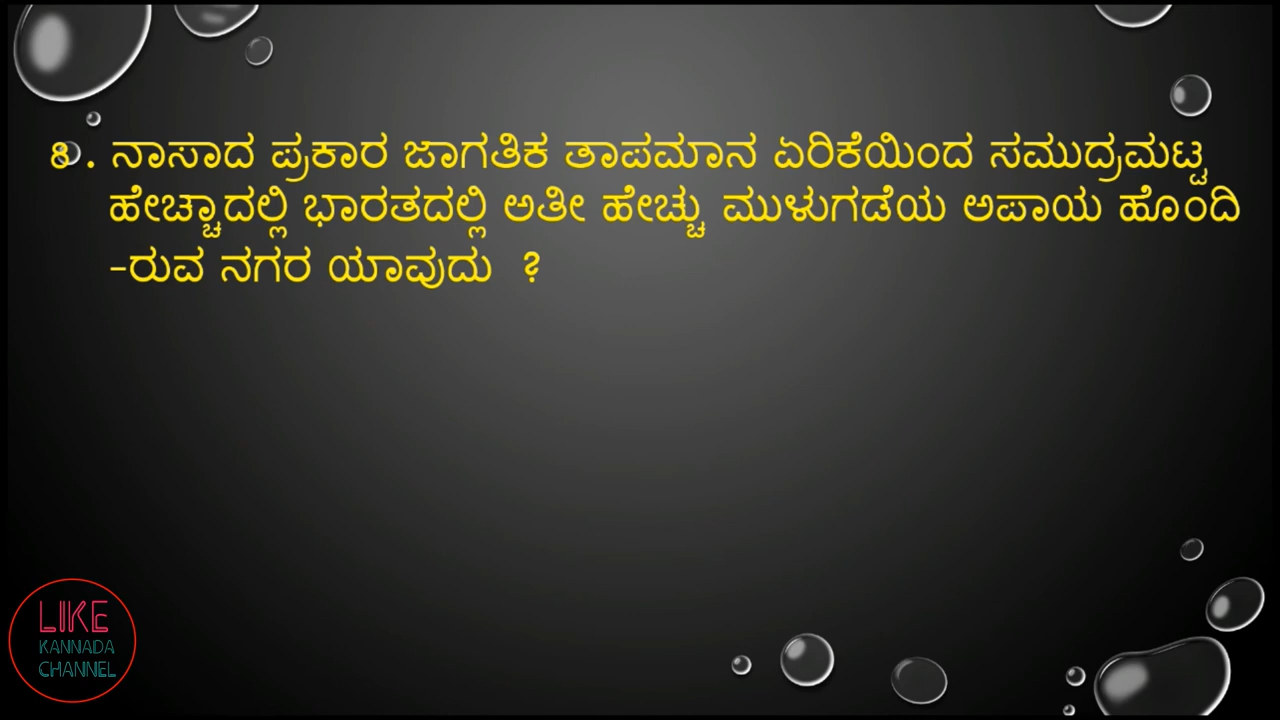 8 . ನಾಸಾದ ಪ್ರಕಾರ ಜಾಗತಿಕ ತಾಪಮಾನ ಏರಿಕೆಯಿಂದ ಸಮುದ್ರಮಟ್ಟ
ಹೇಚ್ಚಾದಲ್ಲಿ ಭಾರತದಲ್ಲಿ ಅತೀ ಹೇಚ್ಚು ಮುಳುಗಡೆಯ ಅಪಾಯ ಹೊಂದಿ
-ರುವ ನಗರ ಯಾವುದು ?
LIKE
KANNADA
CHANNEL